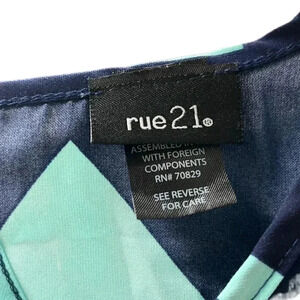 rue21®
ASSEMBLED IN
WITH FOREIGN
COMPONENTS
RN# 70829
SEE REVERSE
FOR CARE